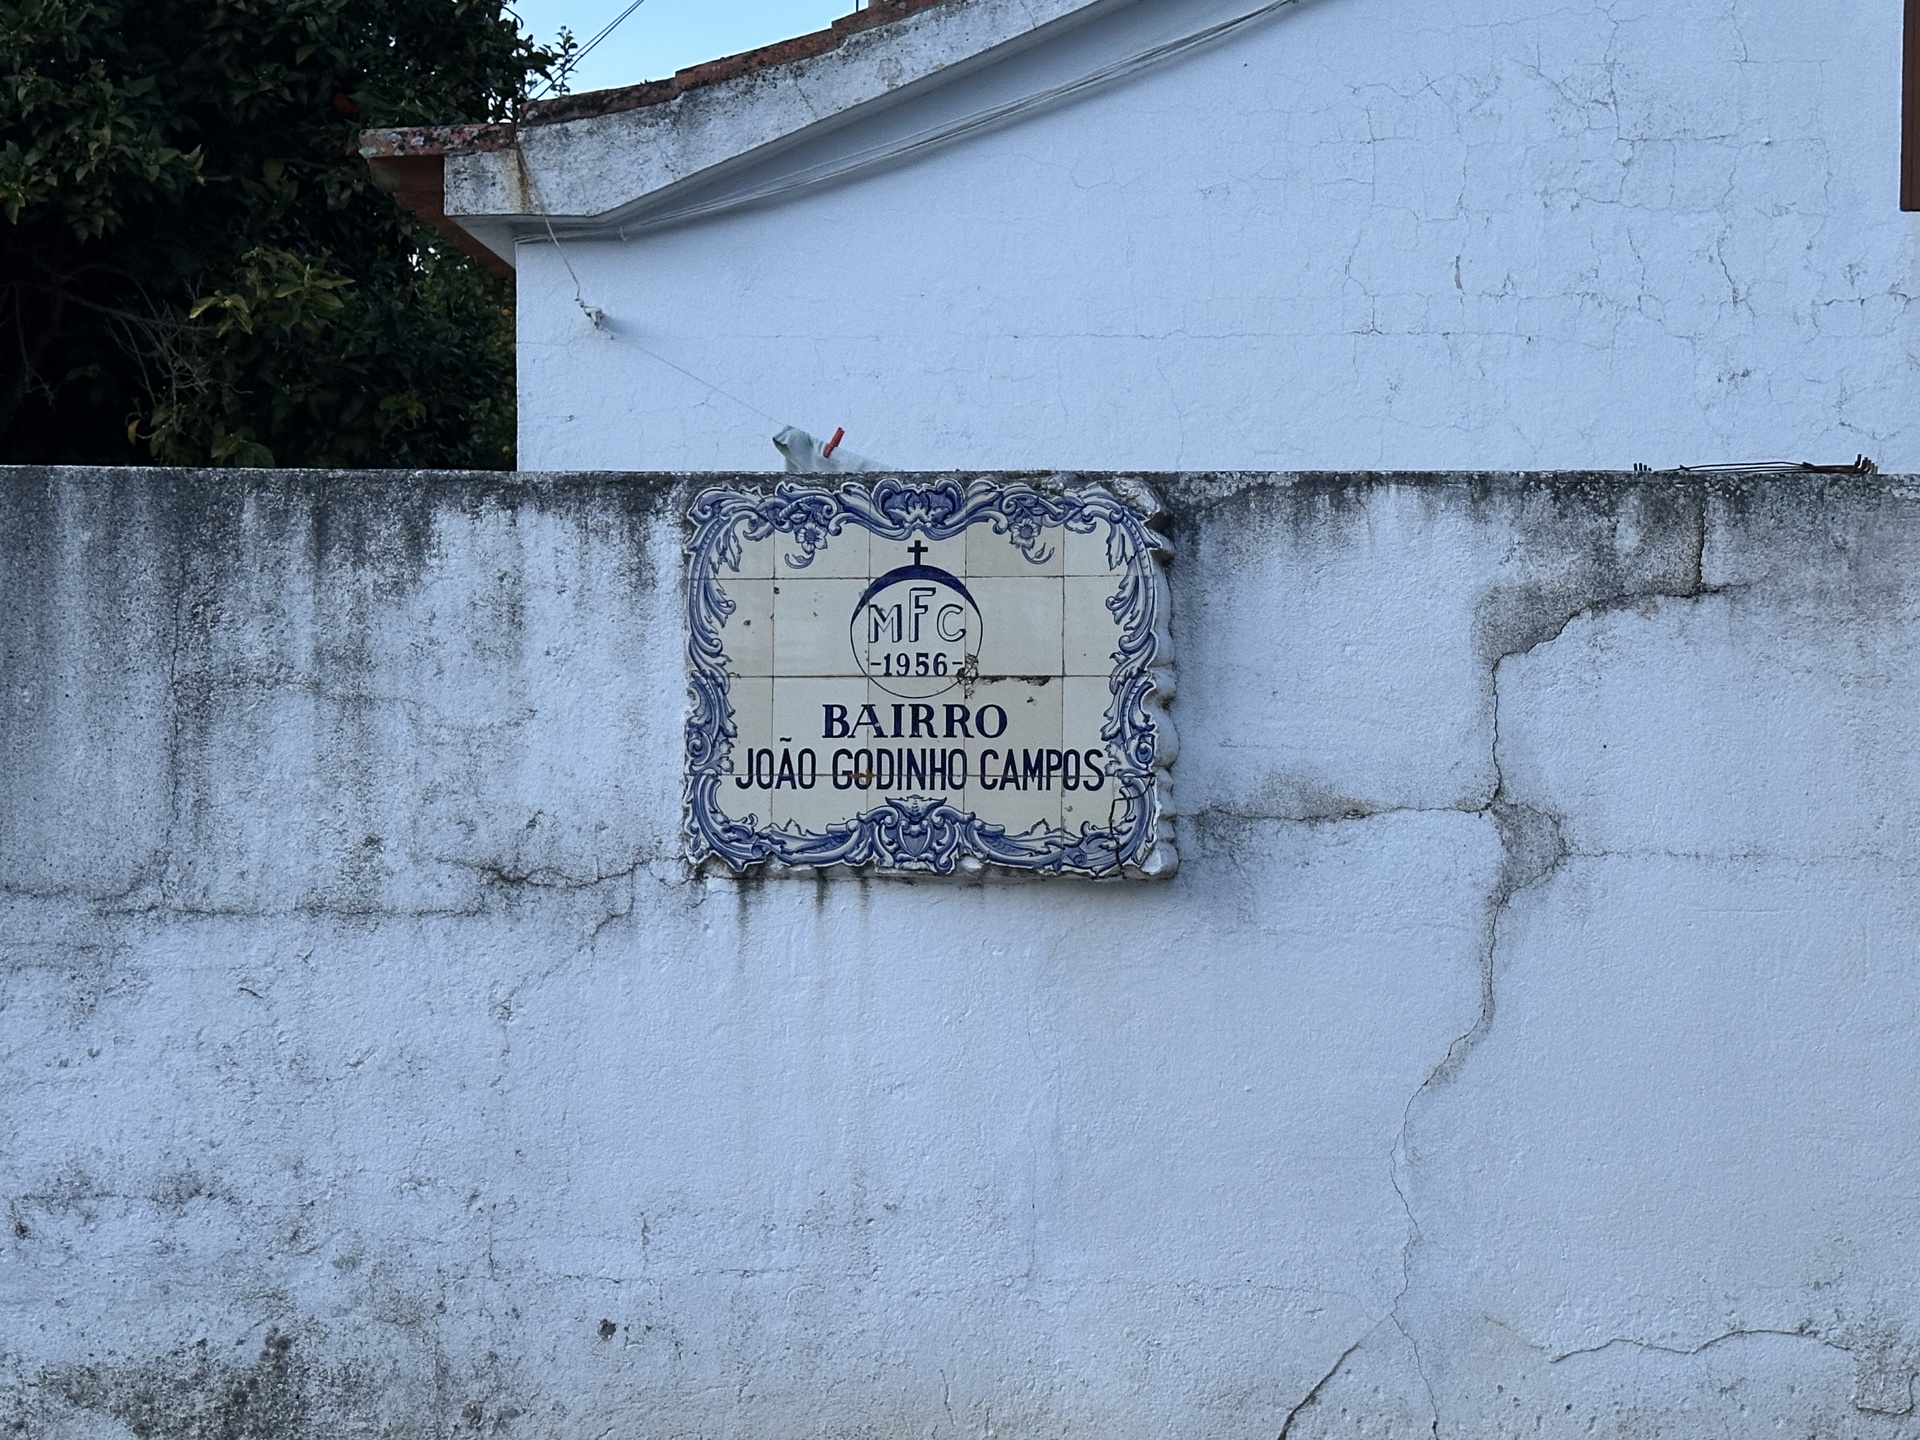 MFC
-1956-
BAIRRO
JOÃO GODINHO CAMPOS